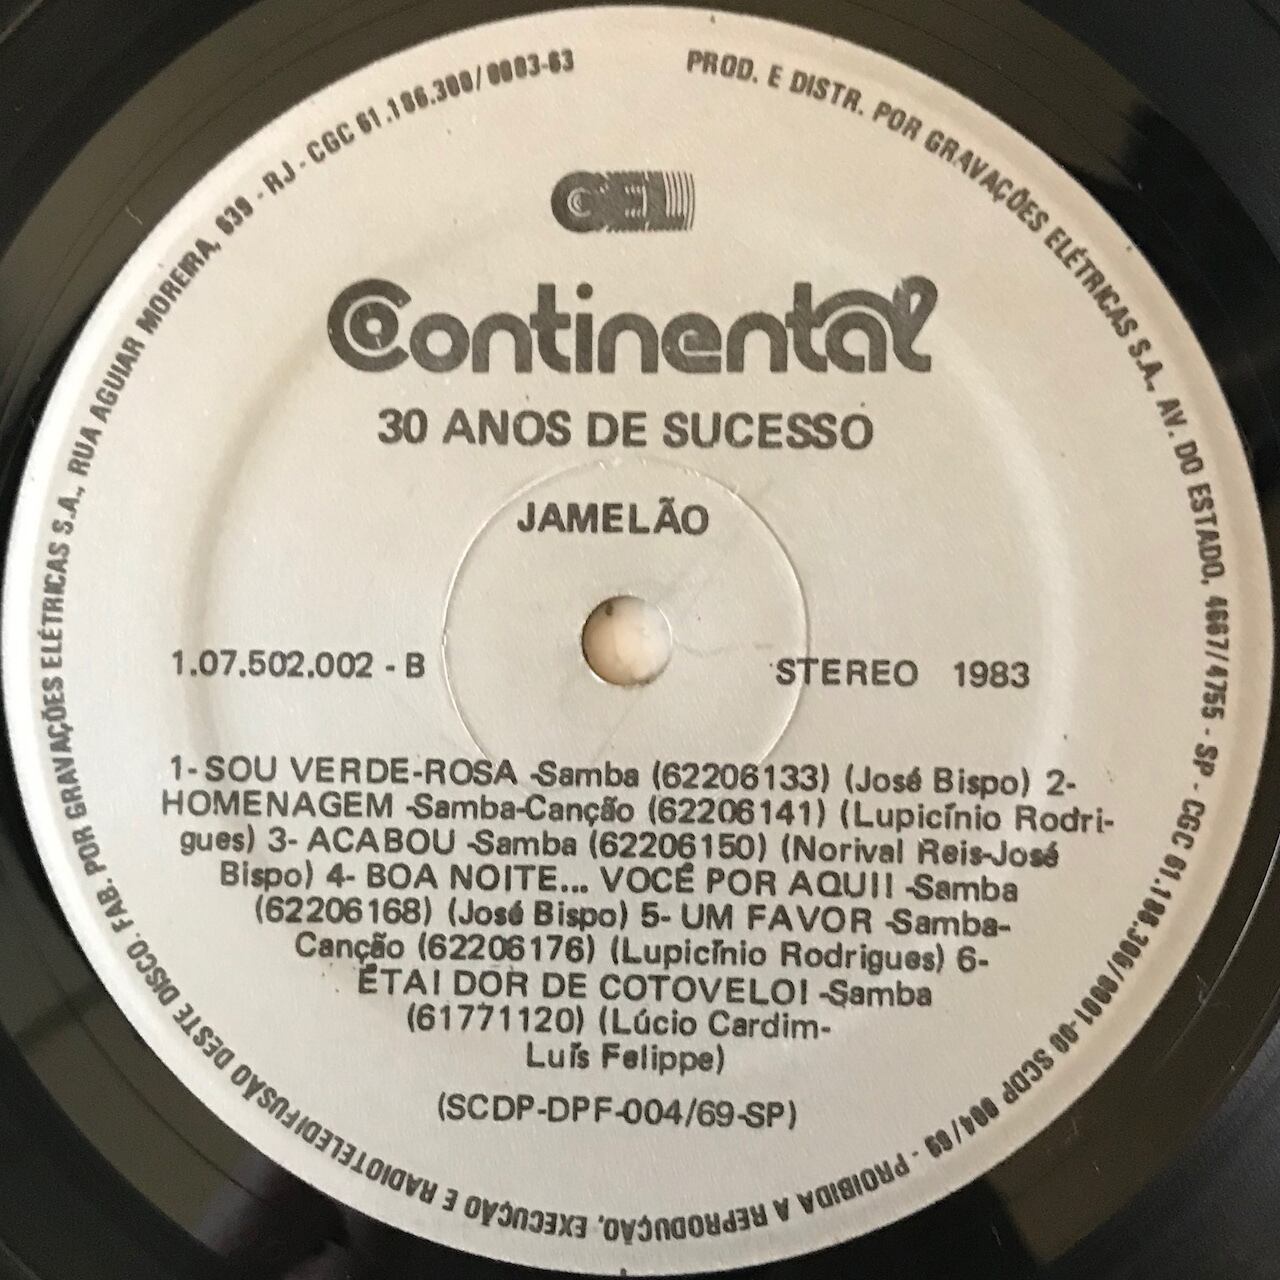 PROD. E DISTR. POR GRAVAÇÕES ELÉTRICAS S.A., AV. DO ESTADO, 4667/4755 - SP - CGC 61.186.300/0001-00 SCDP 004/69 - PROIBIDA A REPRODUÇÃO, EXECUÇÃO E RADIOTELEDIFUSÃO DESTE DISCO. FAB. POR GRAVAÇÕES ELÉTRICAS S.A., RUA AGUIAR MOREIRA, 639 - RJ - CGC 61.186.300/0003-63
Continental
30 ANOS DE SUCESSO
JAMELÃO
1.07.502.002 - B STEREO 1983
1- SOU VERDE-ROSA -Samba (62206133) (José Bispo) 2-
HOMENAGEM -Samba-Canção (62206141) (Lupicínio Rodri-
gues) 3- ACABOU -Samba (62206150) (Norival Reis-José
Bispo) 4- BOA NOITE... VOCÊ POR AQUI! -Samba
(62206168) (José Bispo) 5- UM FAVOR -Samba-
Canção (62206176) (Lupicínio Rodrigues) 6-
ÊTA! DOR DE COTOVELO! -Samba
(61771120) (Lúcio Cardim-
Luís Felippe)
(SCDP-DPF-004/69-SP)